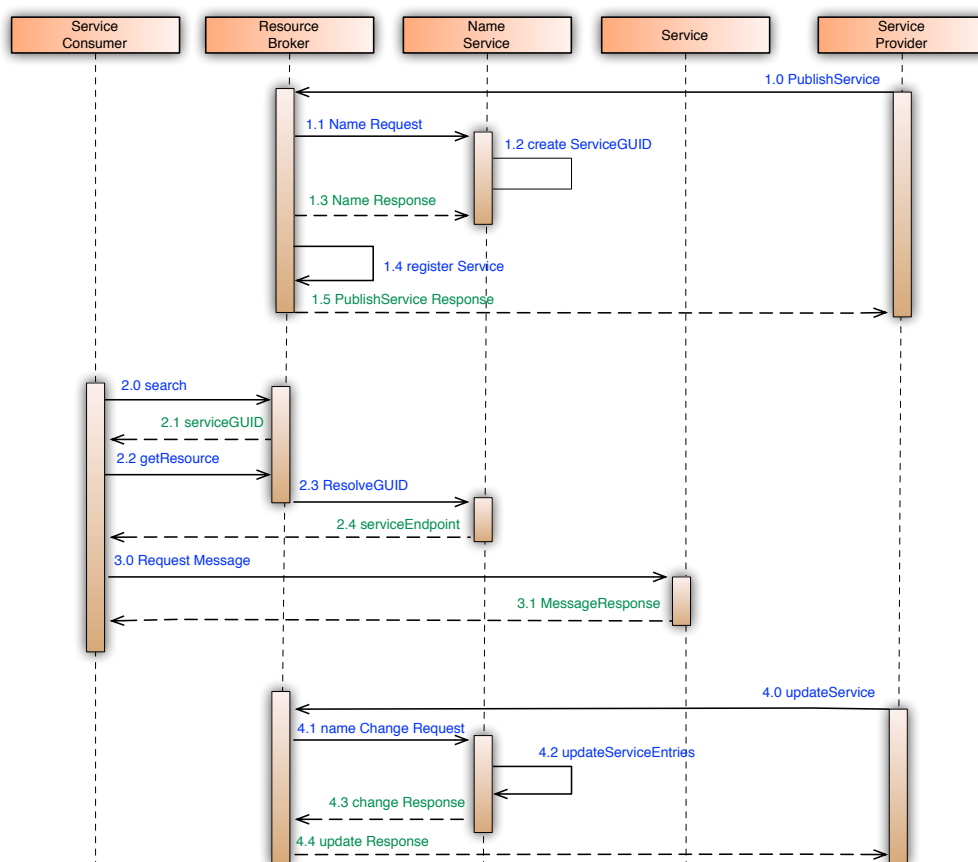 Service
Consumer
Resource
Broker
Name
Service
Service
Service
Provider
1.0 PublishService
1.1 Name Request
1.2 create ServiceGUID
1.3 Name Response
1.4 register Service
1.5 PublishService Response
2.0 search
2.1 serviceGUID
2.2 getResource
2.3 ResolveGUID
2.4 serviceEndpoint
3.0 Request Message
3.1 MessageResponse
4.0 updateService
4.1 name Change Request
4.2 updateServiceEntries
4.3 change Response
4.4 update Response